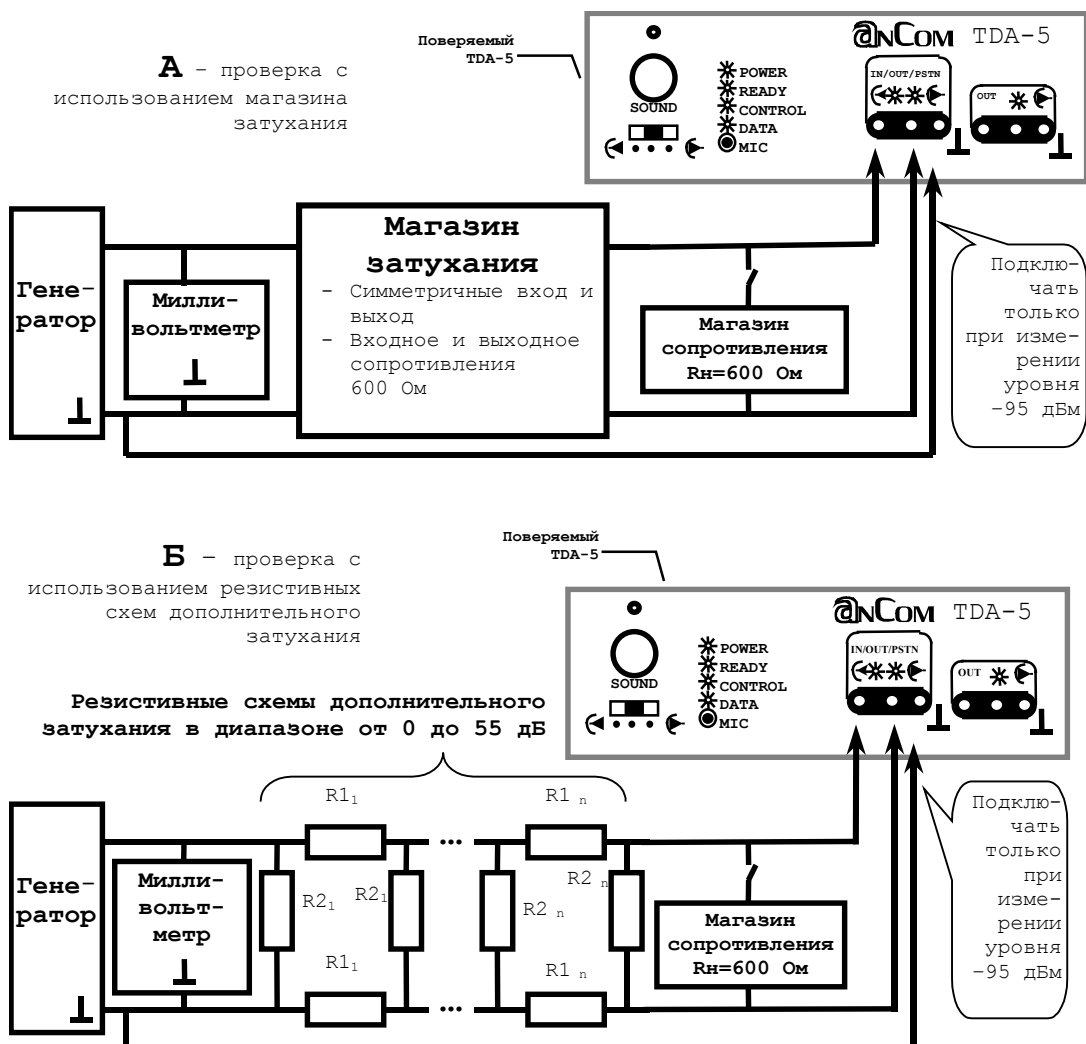 А – проверка с
использованием магазина
затухания
Поверяемый
TDA-5
SOUND
POWER
READY
CONTROL
DATA
MIC
anCom TDA-5
IN/OUT/PSTN
OUT
Гене-
ратор
Милли-
вольтметр
Магазин
затухания
- Симметричные вход и
выход
- Входное и выходное
сопротивления
600 Ом
Магазин
сопротивления
Rн=600 Ом
Подклю-
чать
только
при изме-
рении
уровня
–95 дБм
Б – проверка с
использованием резистивных
схем дополнительного
затухания
Поверяемый
TDA-5
SOUND
POWER
READY
CONTROL
DATA
MIC
anCom TDA-5
IN/OUT/PSTN
OUT
Резистивные схемы дополнительного
затухания в диапазоне от 0 до 55 дБ
R1₁
R1 ₙ
Гене-
ратор
Милли-
вольт-
метр
R2₁
R2₁
R2 ₙ
R2 ₙ
R1₁
R1 ₙ
...
...
Магазин
сопротивления
Rн=600 Ом
Подклю-
чать
только
при
изме-
рении
уровня
–95 дБм